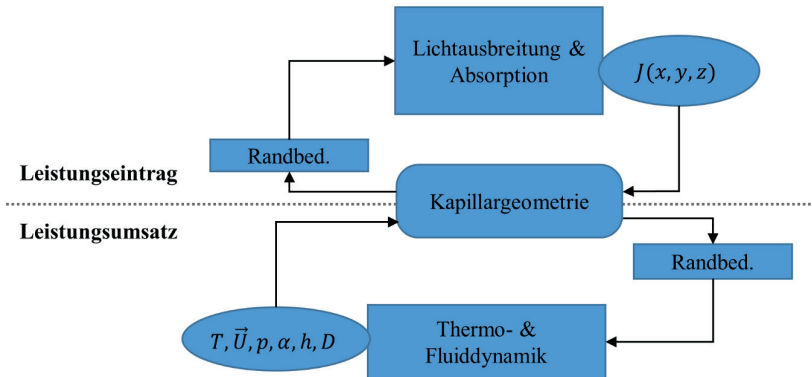 Lichtausbreitung &
Absorption
J(x, y, z)
Randbed.
Leistungseintrag
Kapillargeometrie
Leistungsumsatz
Randbed.
T, U⃗, p, α, h, D
Thermo- &
Fluiddynamik